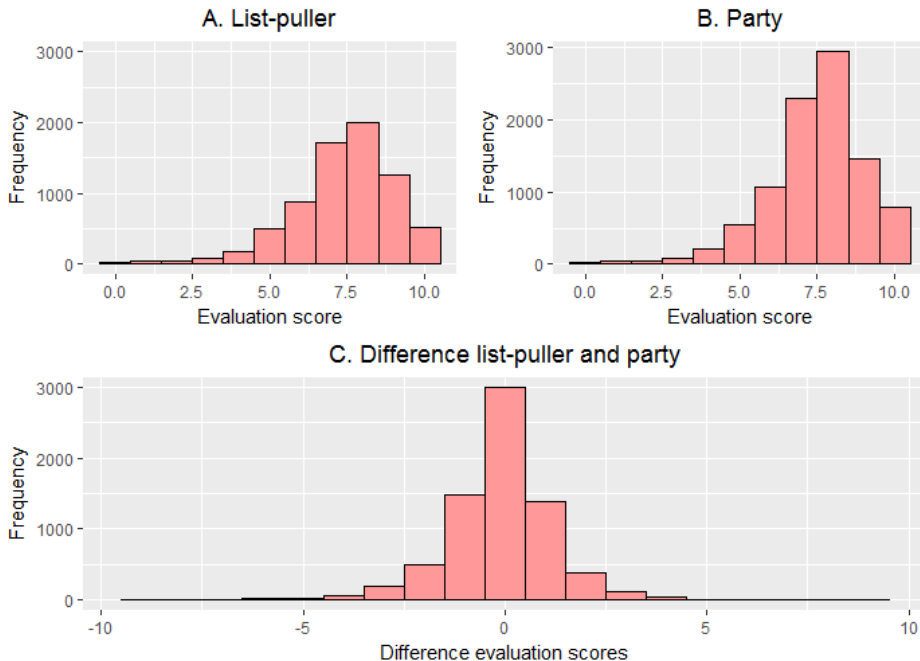 A. List-puller
3000
2000
1000
0
Frequency
0.0 2.5 5.0 7.5 10.0
Evaluation score
B. Party
3000
2000
1000
0
Frequency
0.0 2.5 5.0 7.5 10.0
Evaluation score
C. Difference list-puller and party
3000
2000
1000
0
Frequency
-10 -5 0 5 10
Difference evaluation scores